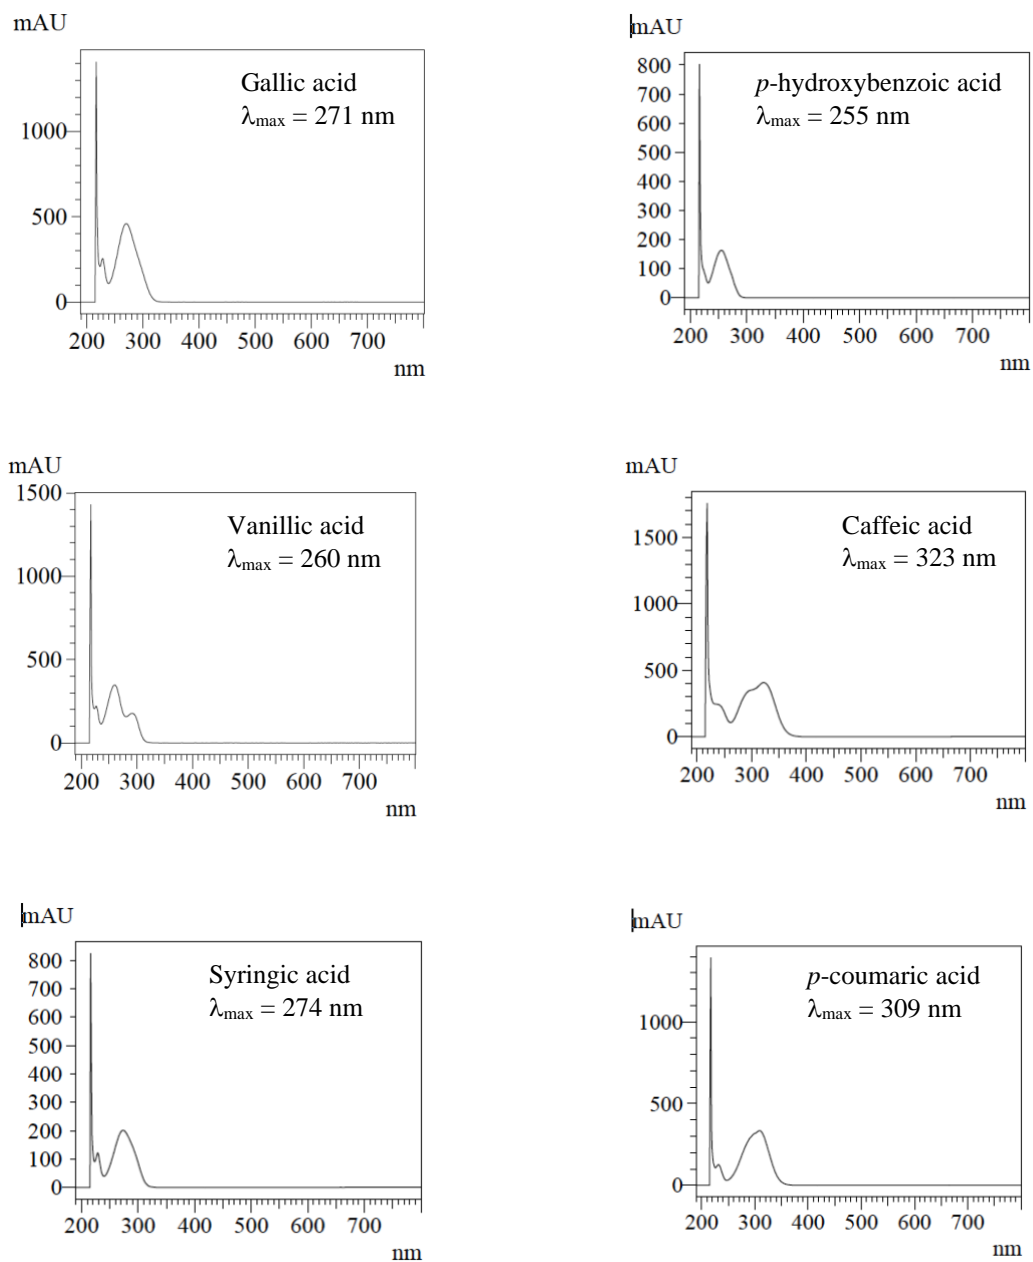 mAU
Gallic acid
λmax = 271 nm
1000
500
0
200 300 400 500 600 700
nm
mAU
p-hydroxybenzoic acid
λmax = 255 nm
800
700
600
500
400
300
200
100
0
200 300 400 500 600 700
nm
mAU
Vanillic acid
λmax = 260 nm
1500
1000
500
0
200 300 400 500 600 700
nm
mAU
Caffeic acid
λmax = 323 nm
1500
1000
500
0
200 300 400 500 600 700
nm
mAU
Syringic acid
λmax = 274 nm
800
700
600
500
400
300
200
100
0
200 300 400 500 600 700
nm
mAU
p-coumaric acid
λmax = 309 nm
1000
500
0
200 300 400 500 600 700
nm